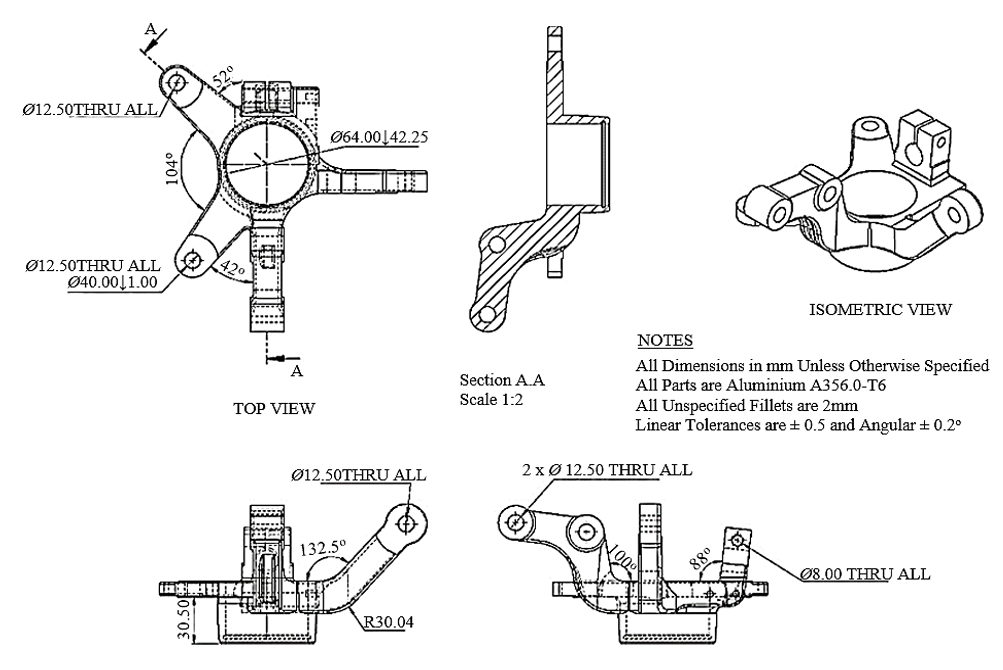 A
52°
Ø12.50THRU ALL
Ø64.00↓42.25
104°
Ø12.50THRU ALL
Ø40.00↓1.00
42°
A
TOP VIEW
Section A.A
Scale 1:2
ISOMETRIC VIEW
NOTES
All Dimensions in mm Unless Otherwise Specified
All Parts are Aluminium A356.0-T6
All Unspecified Fillets are 2mm
Linear Tolerances are ± 0.5 and Angular ± 0.2°
Ø12.50THRU ALL
132.5°
30.50
R30.04
2 x Ø 12.50 THRU ALL
100°
88°
Ø8.00 THRU ALL